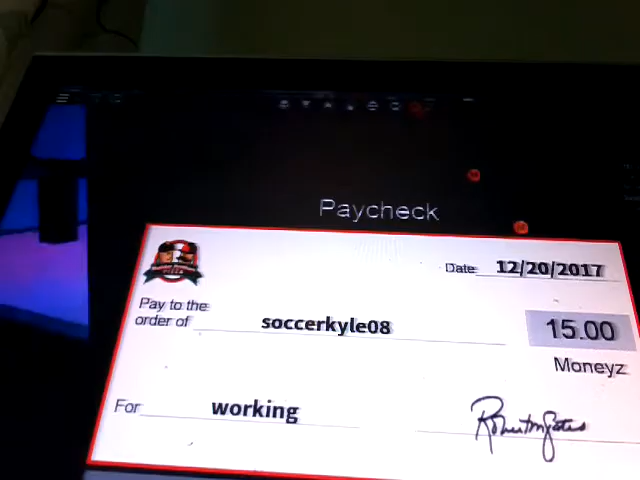 Paycheck
Date: 12/20/2017
Pay to the
order of soccerkyle08
15.00
Moneyz
For working